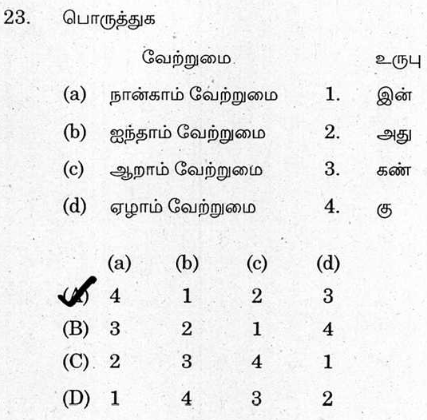 23. பொருத்துக
வேற்றுமை உருபு
(a) நான்காம் வேற்றுமை 1. இன்
(b) ஐந்தாம் வேற்றுமை 2. அது
(c) ஆறாம் வேற்றுமை 3. கண்
(d) ஏழாம் வேற்றுமை 4. கு
(a) (b) (c) (d)
(A) 4 1 2 3
(B) 3 2 1 4
(C) 2 3 4 1
(D) 1 4 3 2